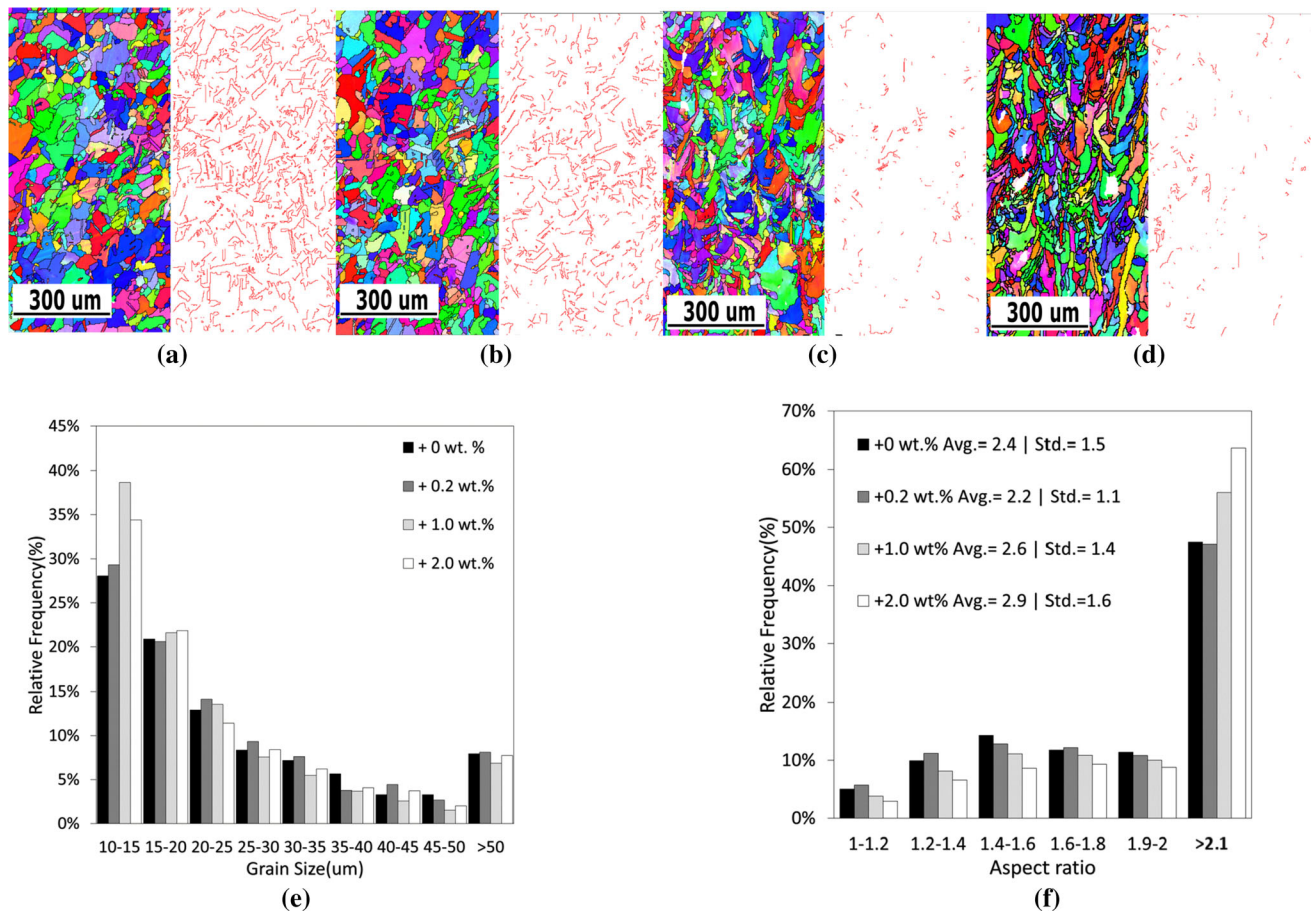 300 um
300 um
300 um
300 um
(a)
(b)
(c)
(d)
45%
40%
35%
30%
25%
20%
15%
10%
5%
0%
Relative Frequency(%)
+ 0 wt. %
+ 0.2 wt.%
+ 1.0 wt.%
+ 2.0 wt.%
10-15 15-20 20-25 25-30 30-35 35-40 40-45 45-50 >50
Grain Size(um)
(e)
70%
60%
50%
40%
30%
20%
10%
0%
Relative Frequency(%)
+0 wt.% Avg.= 2.4 | Std.= 1.5
+0.2 wt.% Avg.= 2.2 | Std.= 1.1
+1.0 wt% Avg.= 2.6 | Std.= 1.4
+2.0 wt% Avg.= 2.9 | Std.=1.6
1-1.2 1.2-1.4 1.4-1.6 1.6-1.8 1.9-2 >2.1
Aspect ratio
(f)